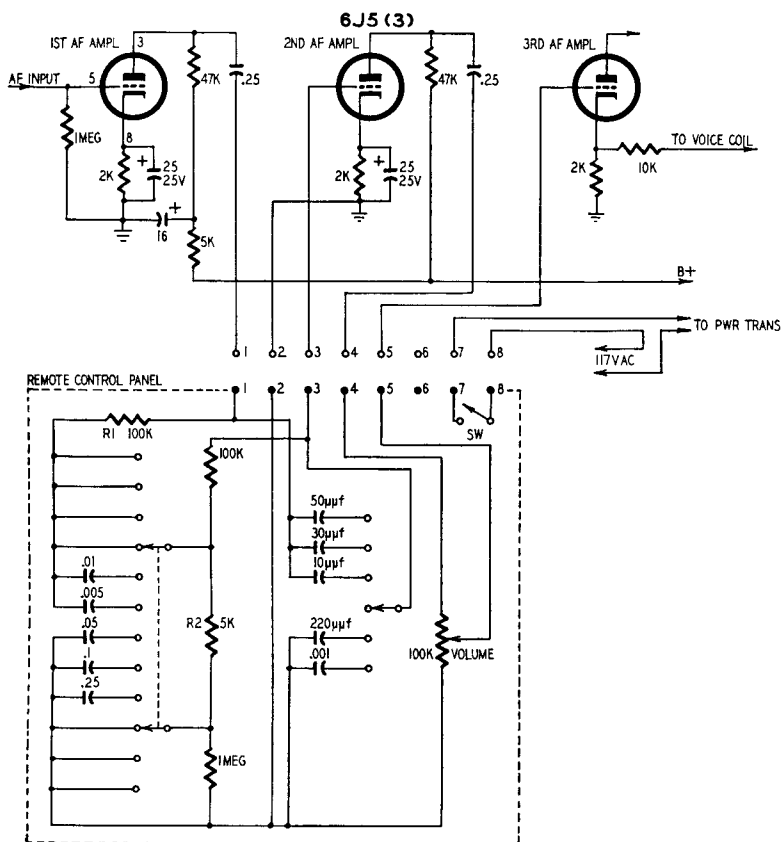 6J5 (3)
1ST AF AMPL
3
2ND AF AMPL
3RD AF AMPL
AF INPUT
5
47K
.25
47K
.25
1MEG
8
TO VOICE COIL
2K
+
25
25V
2K
+
25
25V
2K
10K
16
+
5K
B+
TO PWR TRANS
1
2
3
4
5
6
7
8
117VAC
REMOTE CONTROL PANEL
1
2
3
4
5
6
7
8
R1 100K
SW
100K
50μμf
30μμf
10μμf
.01
.005
.05
R2
5K
220μμf
.1
.001
100K
VOLUME
.25
1MEG